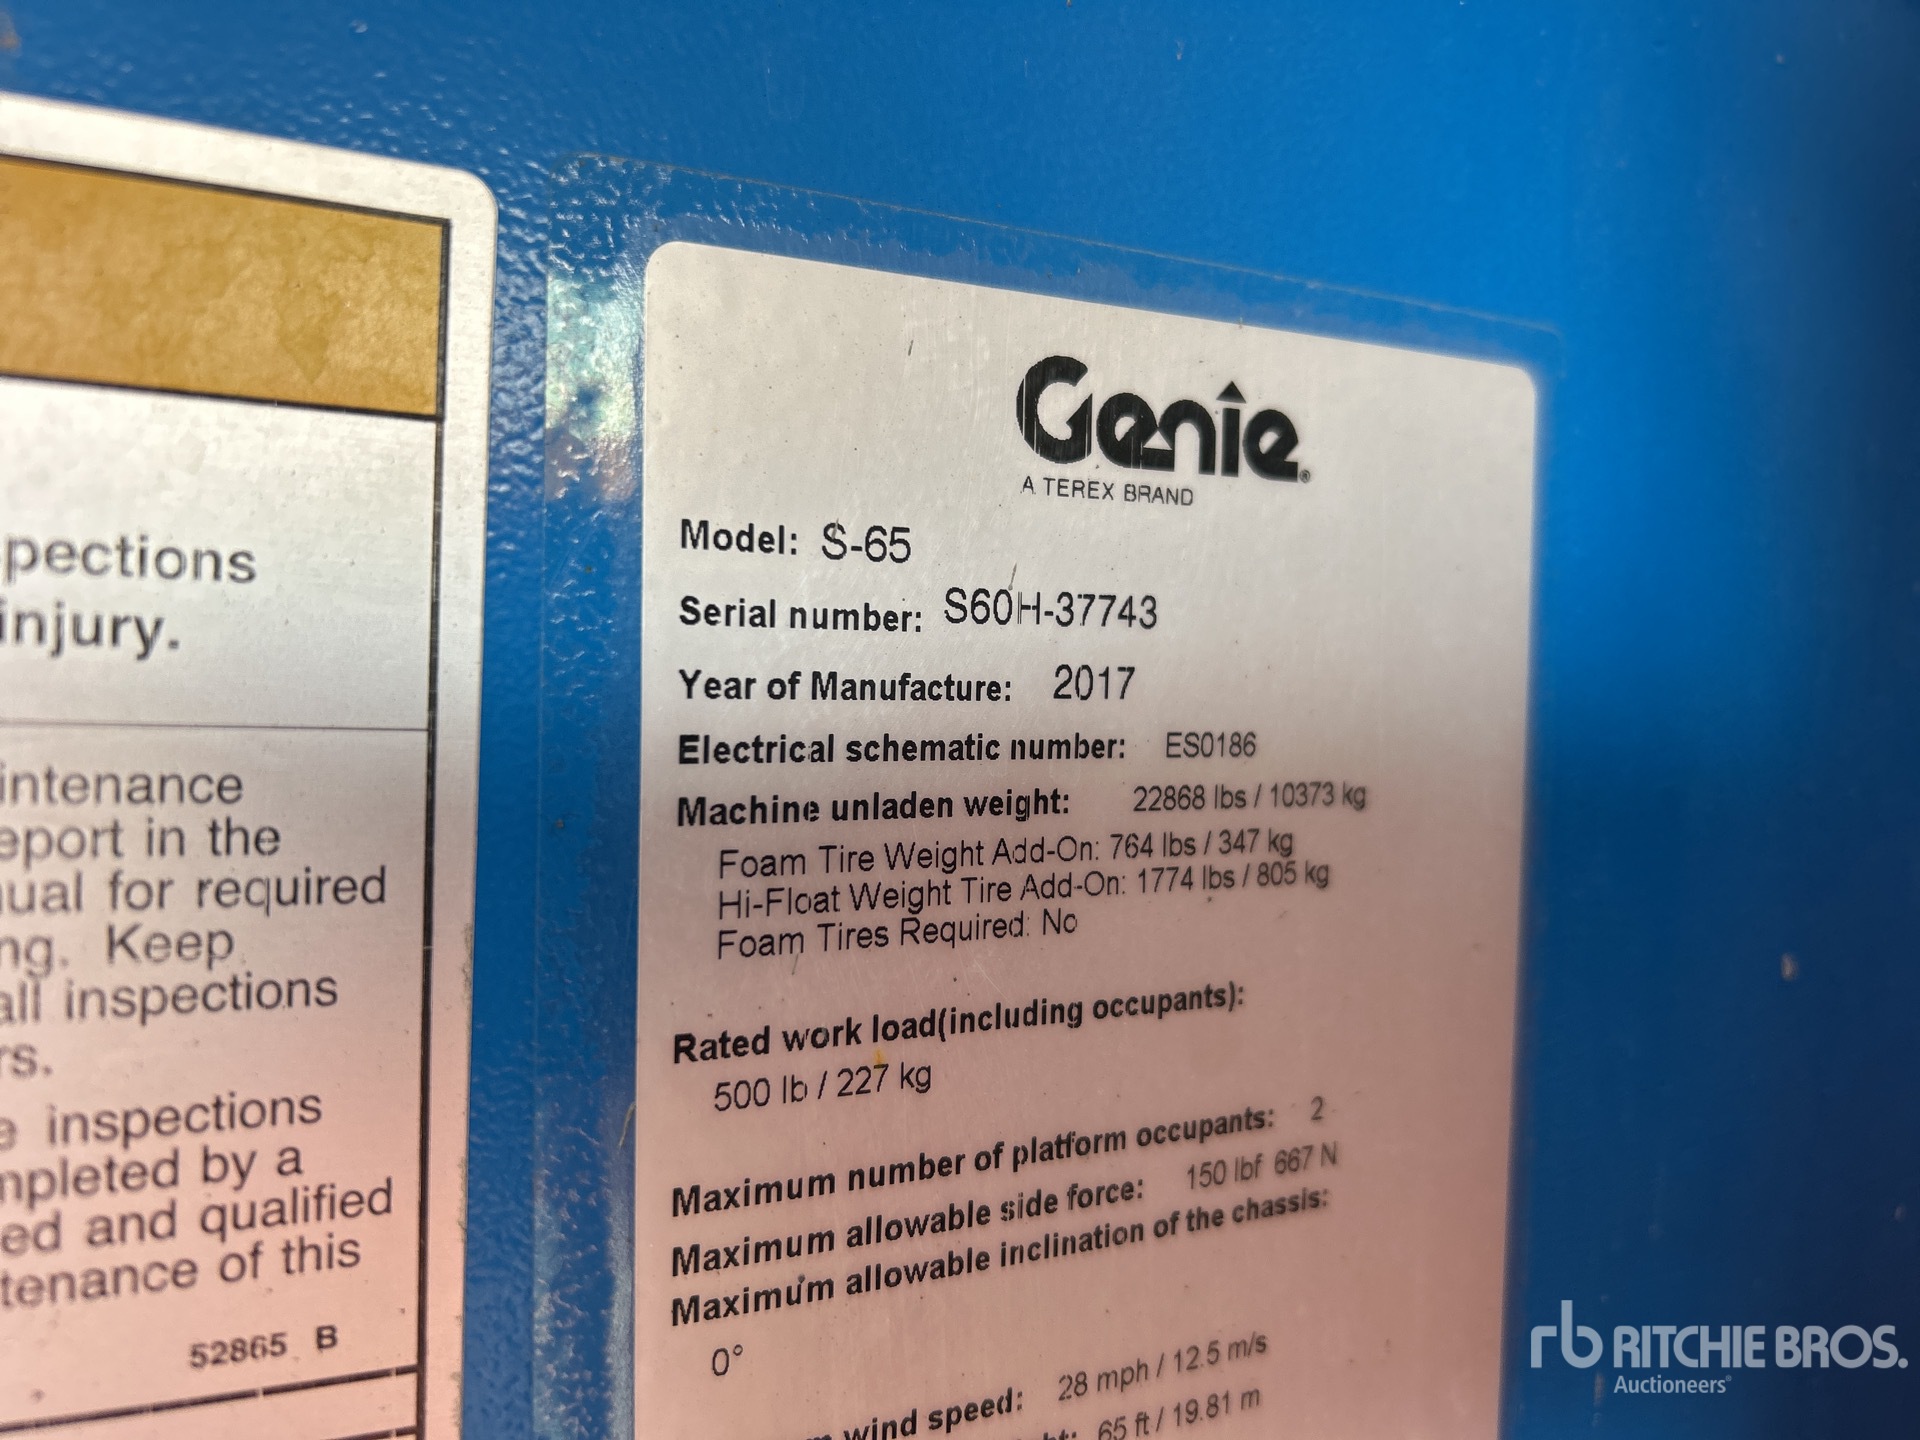 pections
injury.
intenance
eport in the
ual for required
ng. Keep
all inspections
rs.
e inspections
mpleted by a
ed and qualified
tenance of this
52865 B
Genie®
A TEREX BRAND
Model: S-65
Serial number: S60H-37743
Year of Manufacture: 2017
Electrical schematic number: ES0186
Machine unladen weight: 22868 lbs / 10373 kg
Foam Tire Weight Add-On: 764 lbs / 347 kg
Hi-Float Weight Tire Add-On: 1774 lbs / 805 kg
Foam Tires Required: No
Rated work load(including occupants):
500 lb / 227 kg
Maximum number of platform occupants: 2
Maximum allowable side force: 150 lbf 667 N
Maximum allowable inclination of the chassis:
0°
wind speed: 28 mph / 12.5 m/s
65 ft / 19.81 m
rb RITCHIE BROS.
Auctioneers®